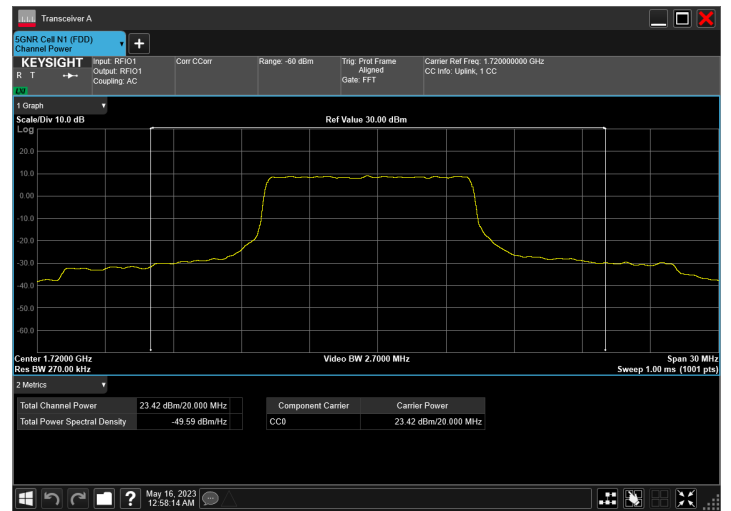 Transceiver A
5GNR Cell N1 (FDD)
Channel Power
KEYSIGHT
R T
LXI
Input: RFIO1
Output: RFIO1
Coupling: AC
Corr CCorr
Range: -60 dBm
Trig: Prot Frame
Aligned
Gate: FFT
Carrier Ref Freq: 1.720000000 GHz
CC Info: Uplink, 1 CC
1 Graph
Scale/Div 10.0 dB
Ref Value 30.00 dBm
Log
20.0
10.0
0.00
-10.0
-20.0
-30.0
-40.0
-50.0
-60.0
Center 1.72000 GHz
Video BW 2.7000 MHz
Span 30 MHz
Res BW 270.00 kHz
Sweep 1.00 ms (1001 pts)
2 Metrics
Total Channel Power 23.42 dBm/20.000 MHz
Total Power Spectral Density -49.59 dBm/Hz
Component Carrier Carrier Power
CC0 23.42 dBm/20.000 MHz
May 16, 2023
12:58:14 AM